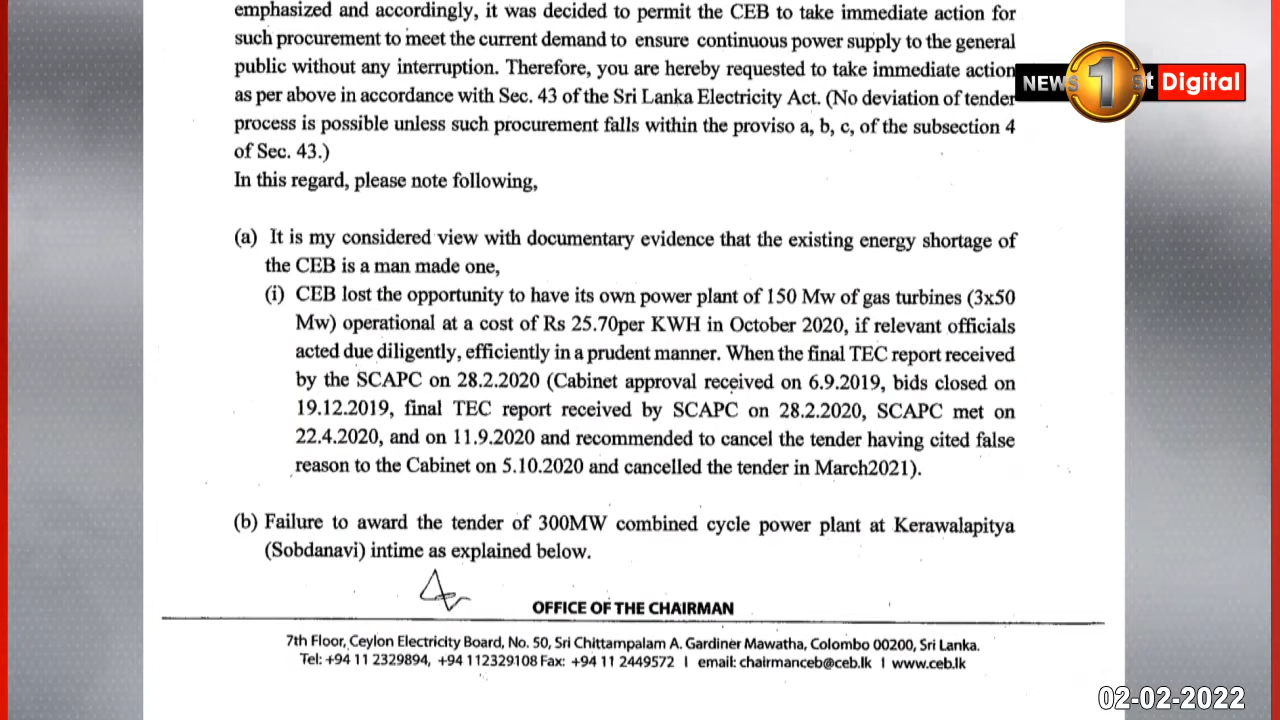 emphasized and accordingly, it was decided to permit the CEB to take immediate action for
such procurement to meet the current demand to ensure continuous power supply to the general
public without any interruption. Therefore, you are hereby requested to take immediate action
as per above in accordance with Sec. 43 of the Sri Lanka Electricity Act. (No deviation of tender
process is possible unless such procurement falls within the proviso a, b, c, of the subsection 4
of Sec. 43.)
In this regard, please note following,
(a) It is my considered view with documentary evidence that the existing energy shortage of
the CEB is a man made one,
(i) CEB lost the opportunity to have its own power plant of 150 Mw of gas turbines (3x50
Mw) operational at a cost of Rs 25.70per KWH in October 2020, if relevant officials
acted due diligently, efficiently in a prudent manner. When the final TEC report received
by the SCAPC on 28.2.2020 (Cabinet approval received on 6.9.2019, bids closed on
19.12.2019, final TEC report received by SCAPC on 28.2.2020, SCAPC met on
22.4.2020, and on 11.9.2020 and recommended to cancel the tender having cited false
reason to the Cabinet on 5.10.2020 and cancelled the tender in March2021).
(b) Failure to award the tender of 300MW combined cycle power plant at Kerawalapitya
(Sobdanavi) intime as explained below.
OFFICE OF THE CHAIRMAN
7th Floor, Ceylon Electricity Board, No. 50, Sri Chittampalam A. Gardiner Mawatha, Colombo 00200, Sri Lanka.
Tel: +94 11 2329894, +94 112329108 Fax: +94 11 2449572 I email: chairmanceb@ceb.lk I www.ceb.lk
NEWS 1st Digital
02-02-2022